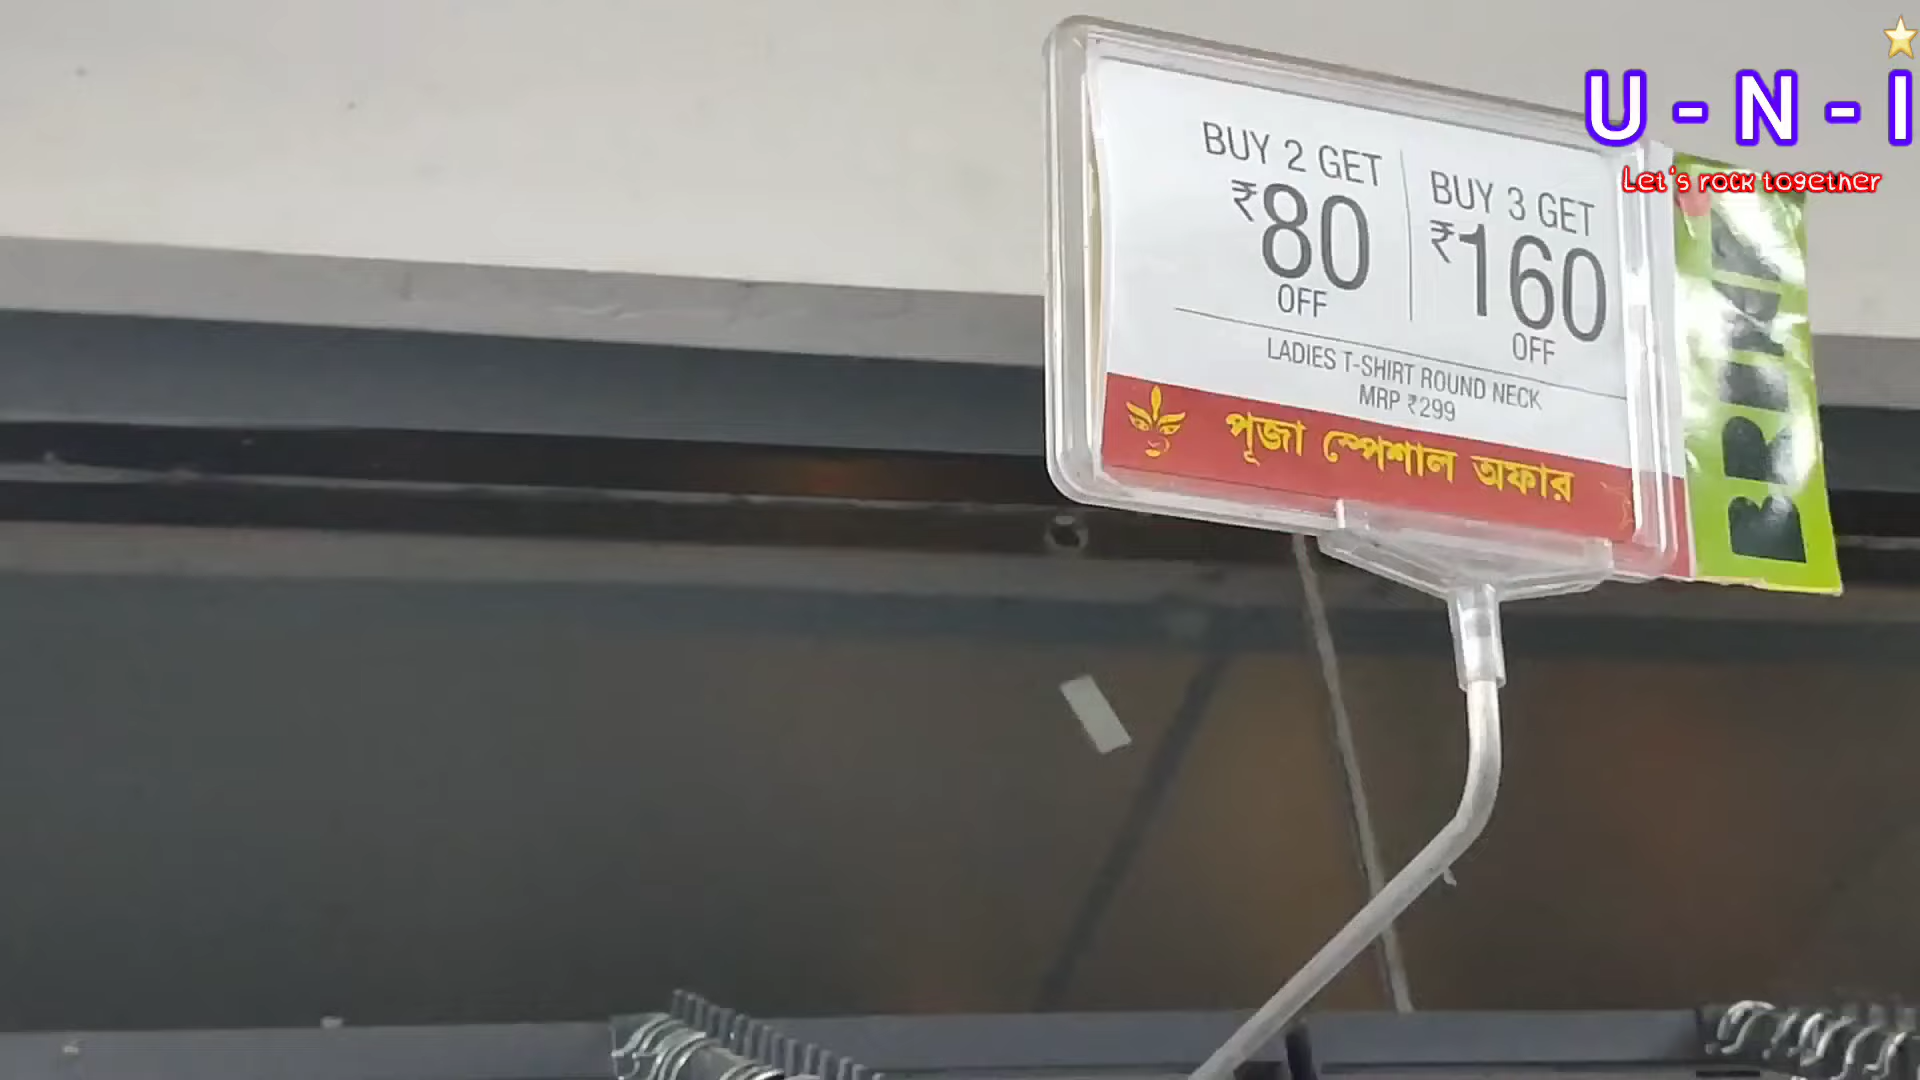 U - N - I
Let's rock together
BUY 2 GET
₹80
OFF
BUY 3 GET
₹160
OFF
LADIES T-SHIRT ROUND NECK
MRP ₹299
পূজা স্পেশাল অফার